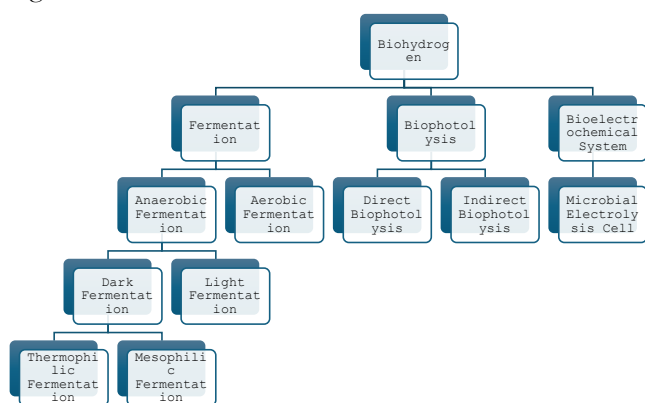 Biohydrog
en
Fermentat
ion
Biophotol
ysis
Bioelectr
ochemical
System
Anaerobic
Fermentat
ion
Aerobic
Fermentat
ion
Direct
Biophotol
ysis
Indirect
Biophotol
ysis
Microbial
Electroly
sis Cell
Dark
Fermentat
ion
Light
Fermentat
ion
Thermophi
lic
Fermentat
ion
Mesophili
c
Fermentat
ion